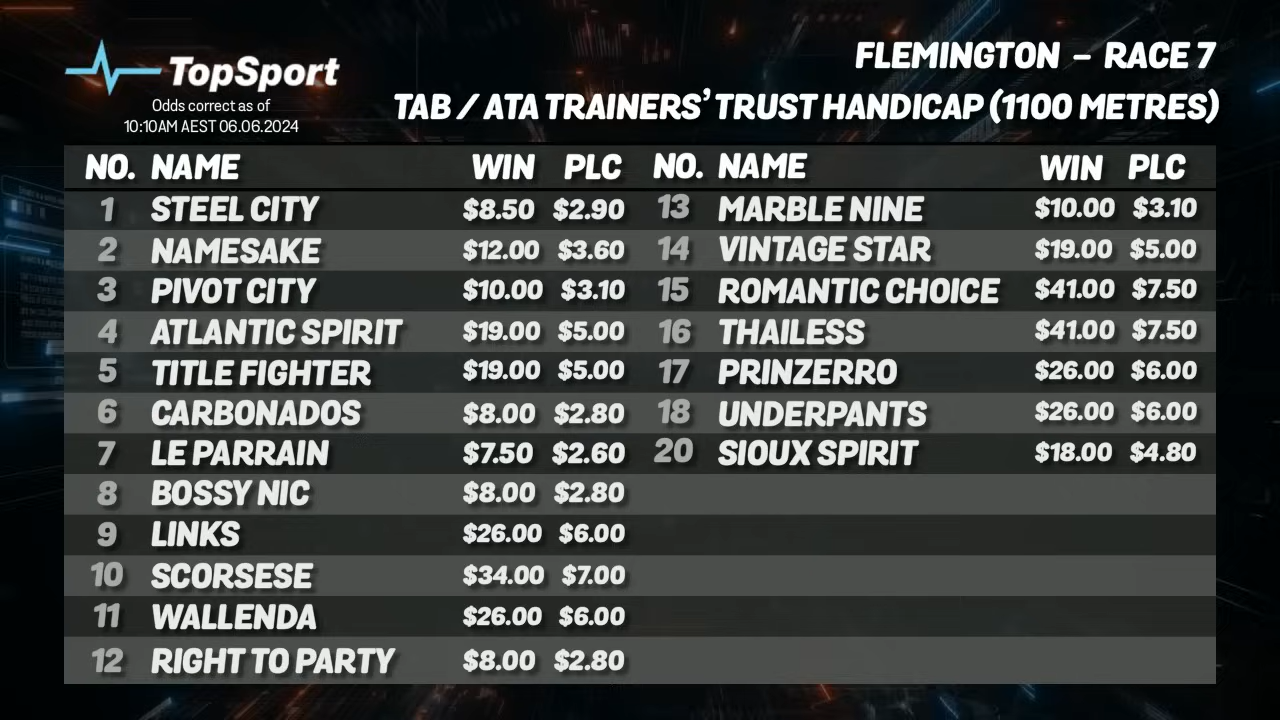 TopSport
Odds correct as of
10:10AM AEST 06.06.2024
FLEMINGTON – RACE 7
TAB / ATA TRAINERS' TRUST HANDICAP (1100 METRES)
NO. NAME WIN PLC
1 STEEL CITY $8.50 $2.90
2 NAMESAKE $12.00 $3.60
3 PIVOT CITY $10.00 $3.10
4 ATLANTIC SPIRIT $19.00 $5.00
5 TITLE FIGHTER $19.00 $5.00
6 CARBONADOS $8.00 $2.80
7 LE PARRAIN $7.50 $2.60
8 BOSSY NIC $8.00 $2.80
9 LINKS $26.00 $6.00
10 SCORSESE $34.00 $7.00
11 WALLENDA $26.00 $6.00
12 RIGHT TO PARTY $8.00 $2.80
NO. NAME WIN PLC
13 MARBLE NINE $10.00 $3.10
14 VINTAGE STAR $19.00 $5.00
15 ROMANTIC CHOICE $41.00 $7.50
16 THAILESS $41.00 $7.50
17 PRINZERRO $26.00 $6.00
18 UNDERPANTS $26.00 $6.00
20 SIOUX SPIRIT $18.00 $4.80